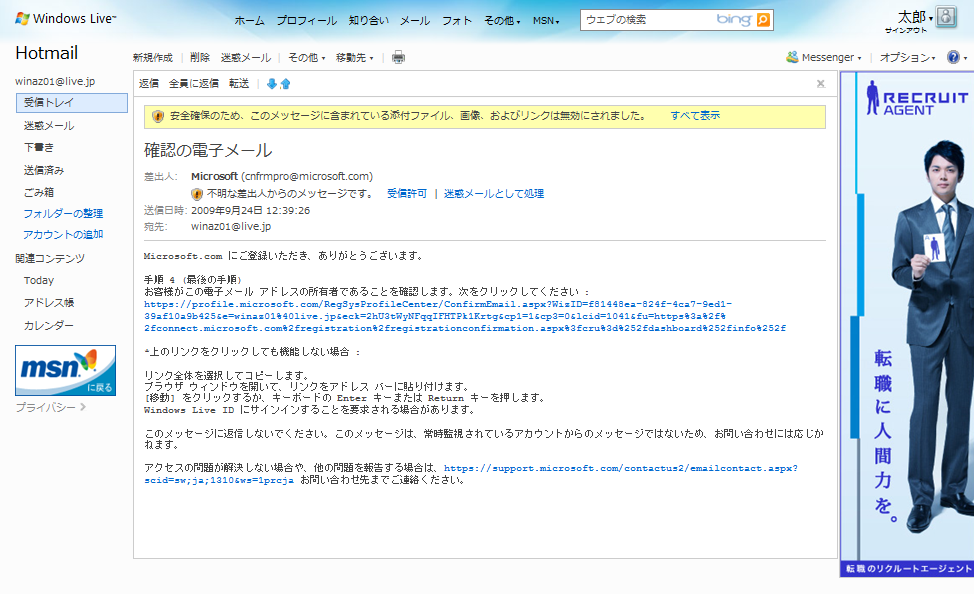 Windows Live™
ホーム プロフィール 知り合い メール フォト その他 MSN
ウェブの検索 bing
太郎
サインアウト
Hotmail
winaz01@live.jp
受信トレイ
迷惑メール
下書き
送信済み
ごみ箱
フォルダーの整理
アカウントの追加
関連コンテンツ
Today
アドレス帳
カレンダー
msn
に戻る
プライバシー
新規作成 | 削除 迷惑メール | その他 移動先 |
Messenger | オプション
返信 全員に返信 転送 |
安全確保のため、このメッセージに含まれている添付ファイル、画像、およびリンクは無効にされました。 すべて表示
確認の電子メール
差出人: Microsoft (cnfrmpro@microsoft.com)
不明な差出人からのメッセージです。 受信許可 | 迷惑メールとして処理
送信日時: 2009年9月24日 12:39:26
宛先: winaz01@live.jp
Microsoft.com にご登録いただき、ありがとうございます。
手順 4 (最後の手順)
お客様がこの電子メール アドレスの所有者であることを確認します。次をクリックしてください :
https://profile.microsoft.com/RegSysProfileCenter/ConfirmEmail.aspx?WizID=f81448ea-824f-4ca7-9ed1-
39af10a9b425&e=winaz01%40live.jp&eck=2hU3tWyNFqqIFHTPk1Krtg&cp1=1&cp3=0&lcid=1041&fu=https%3a%2f%
2fconnect.microsoft.com%2fregistration%2fregistrationconfirmation.aspx%3fcru%3d%252fdashboard%252finfo%252f
*上のリンクをクリックしても機能しない場合 :
リンク全体を選択してコピーします。
ブラウザ ウィンドウを開いて、リンクをアドレス バーに貼り付けます。
[移動] をクリックするか、キーボードの Enter キーまたは Return キーを押します。
Windows Live ID にサインインすることを要求される場合があります。
このメッセージに返信しないでください。このメッセージは、常時監視されているアカウントからのメッセージではないため、お問い合わせには応じか
ねます。
アクセスの問題が解決しない場合や、他の問題を報告する場合は、https://support.microsoft.com/contactus2/emailcontact.aspx?
scid=sw;ja;1310&ws=1prcja お問い合わせ先までご連絡ください。
RECRUIT
AGENT
転職に人間力を。
転職のリクルートエージェント